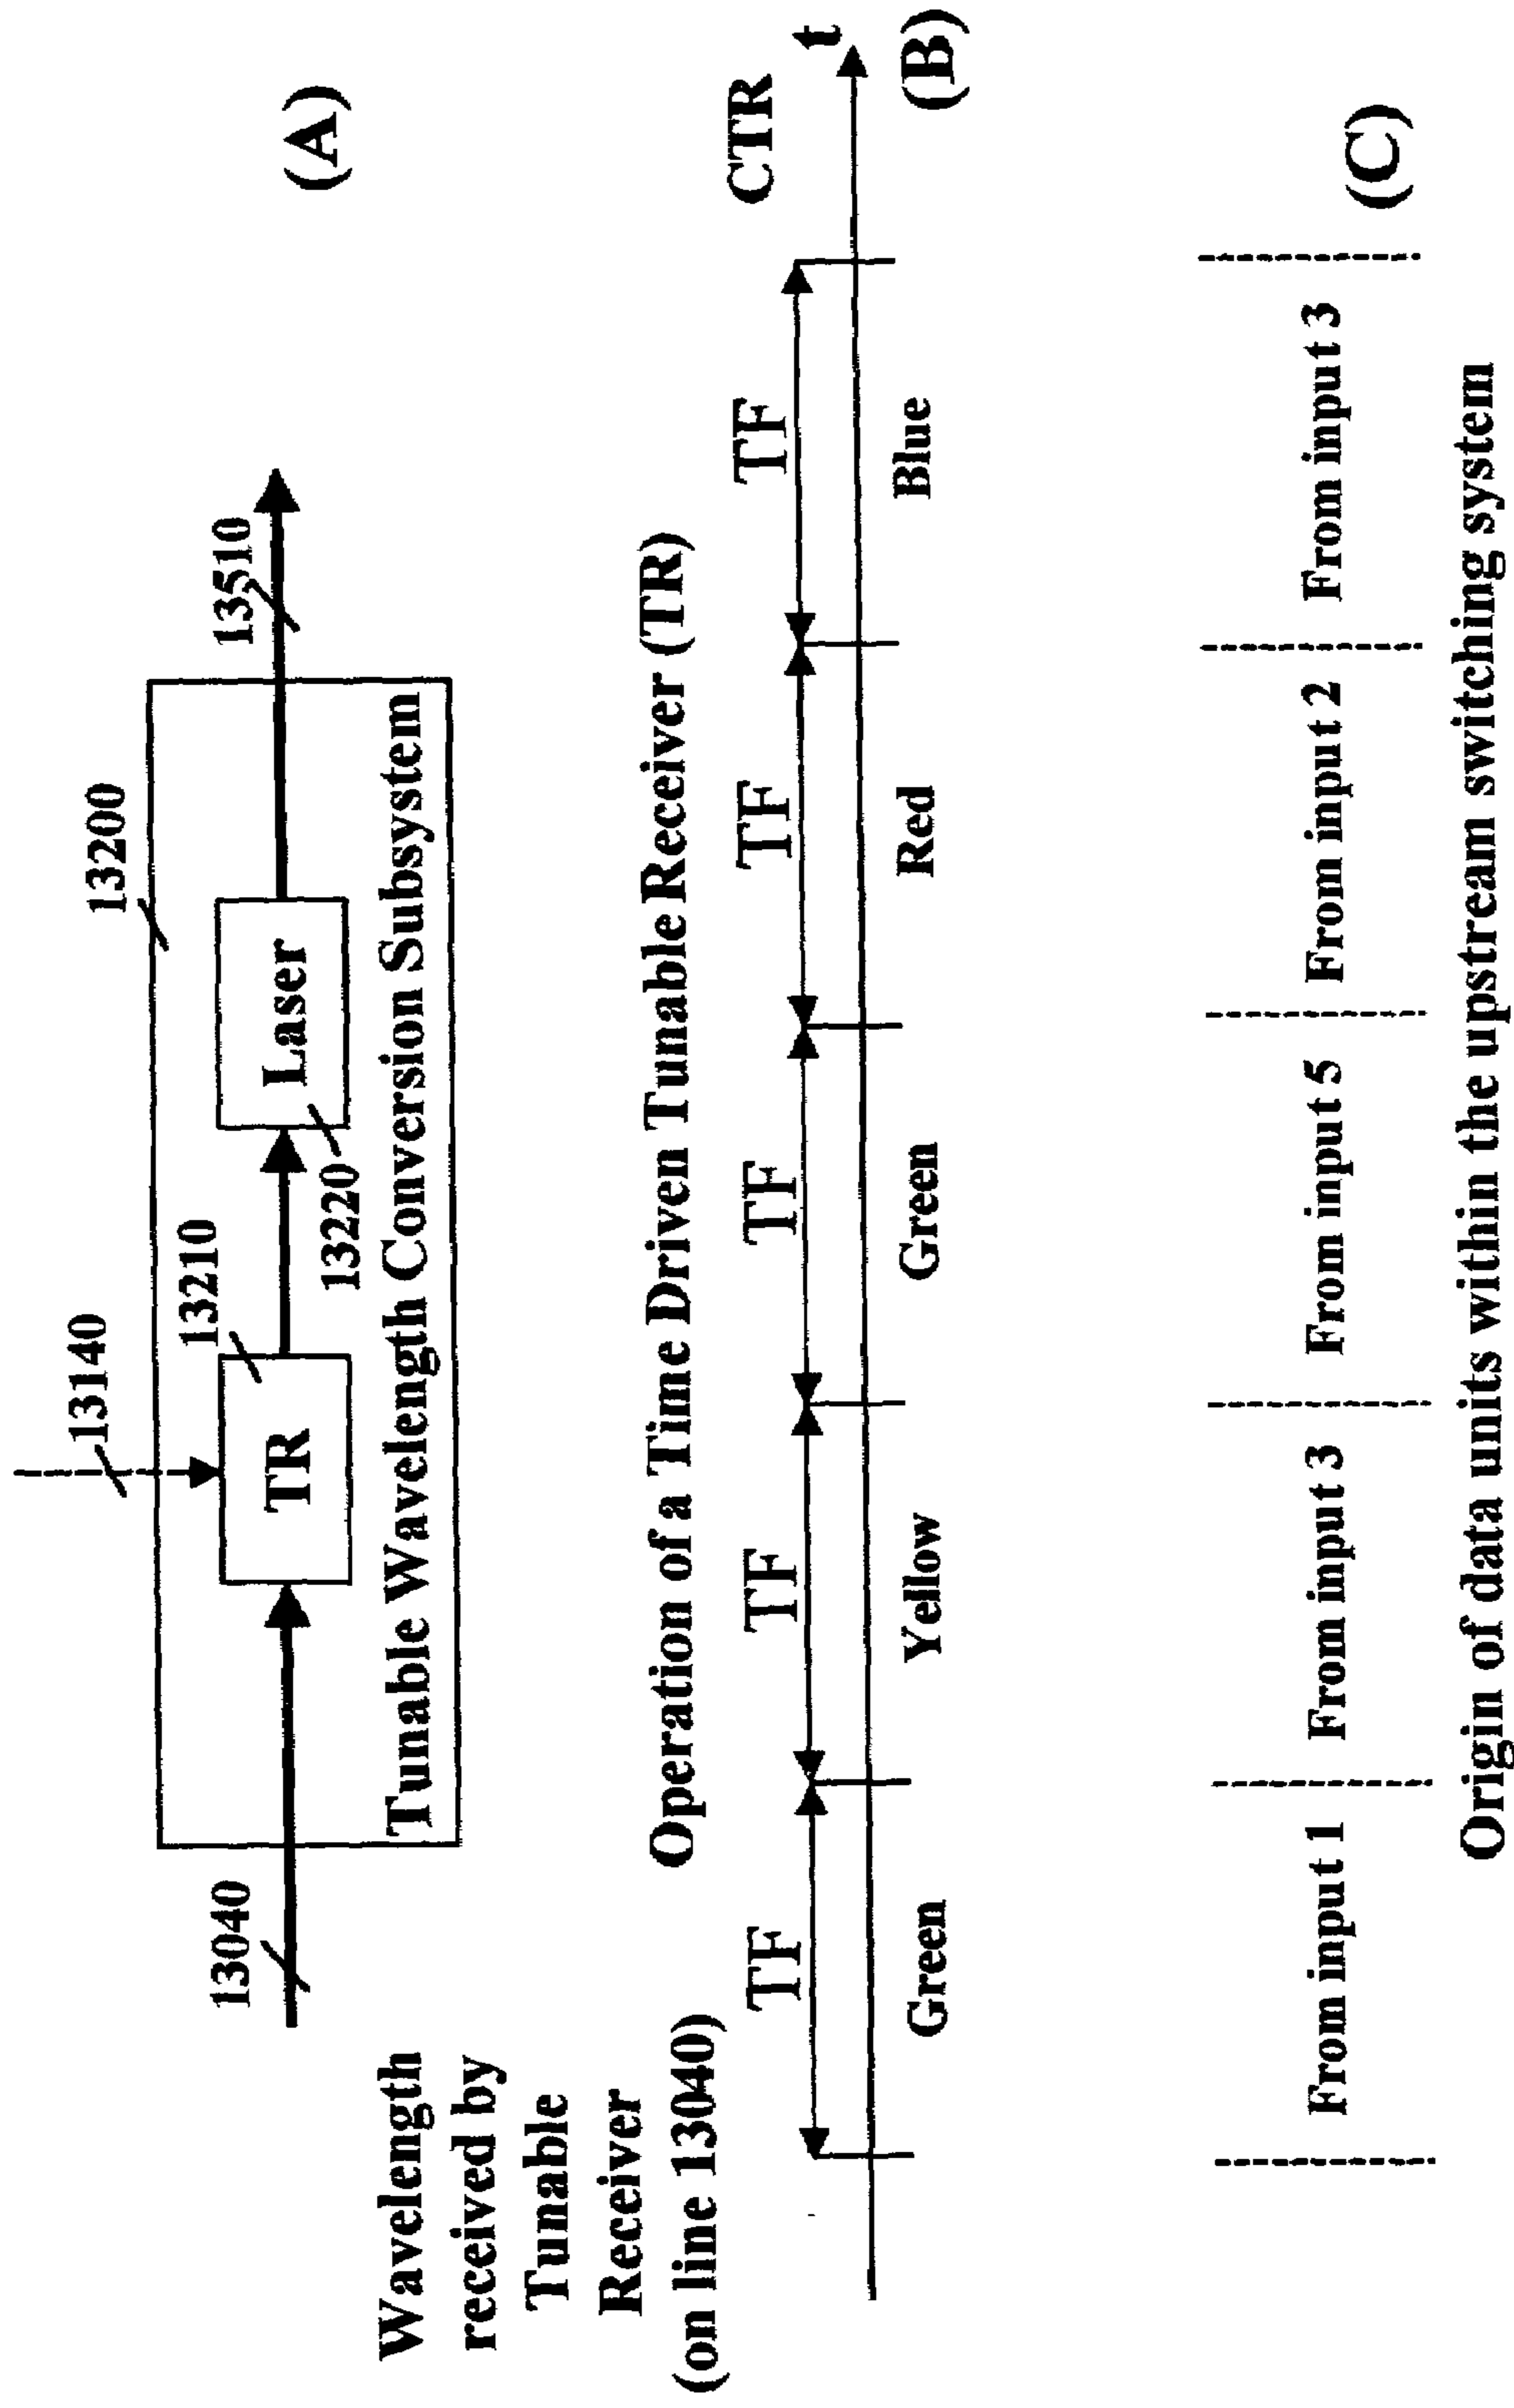 13140
13200
13040
13210
13510
TR
Laser
13220
Tunable Wavelength Conversion Subsystem
(A)
Wavelength
received by
Tunable
Receiver
(on line 13040)
Operation of a Time Driven Tunable Receiver (TR)
TF TF TF TF TF CTR
t
Green Yellow Green Red Blue (B)
From input 1 From input 3 From input 5 From input 2 From input 3 (C)
Origin of data units within the upstream switching system